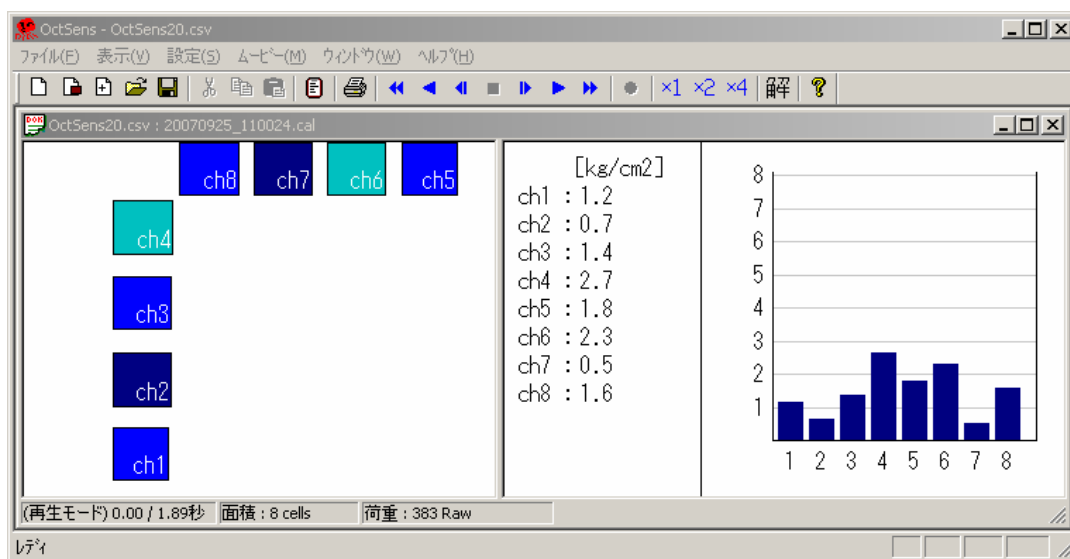 OctSens - OctSens20.csv
ファイル(F) 表示(V) 設定(S) ムービー(M) ウィンドウ(W) ヘルプ(H)
×1 ×2 ×4 解 ?
OctSens20.csv : 20070925_110024.cal
ch8 ch7 ch6 ch5
ch4
ch3
ch2
ch1
[kg/cm2]
ch1 : 1.2
ch2 : 0.7
ch3 : 1.4
ch4 : 2.7
ch5 : 1.8
ch6 : 2.3
ch7 : 0.5
ch8 : 1.6
8
7
6
5
4
3
2
1
1 2 3 4 5 6 7 8
(再生モード) 0.00 / 1.89秒 面積 : 8 cells 荷重 : 383 Raw
レディ